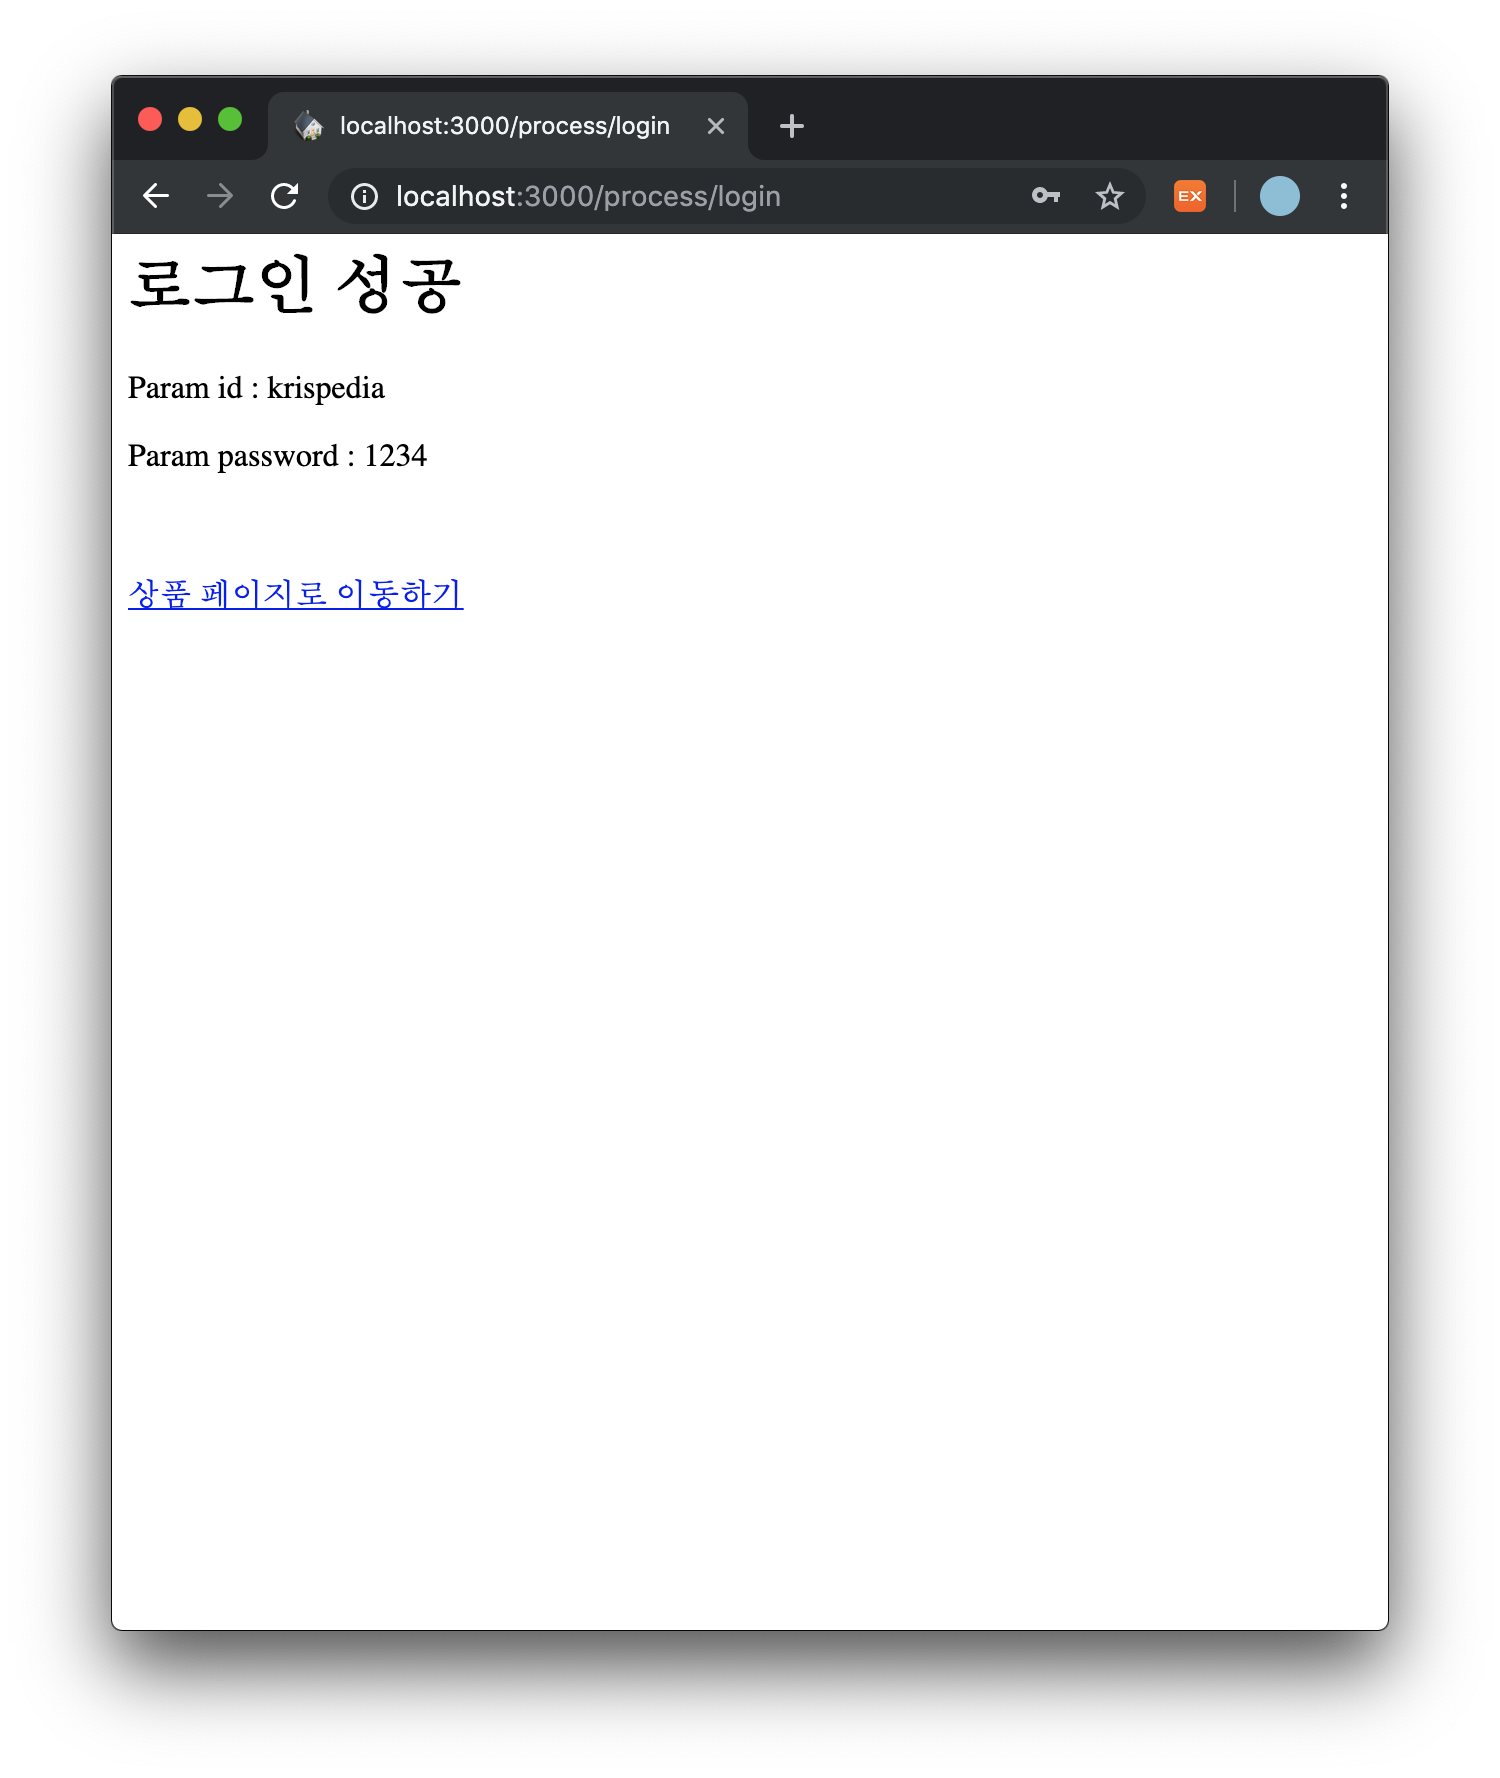 localhost:3000/process/login
localhost:3000/process/login
EX
로그인 성공
Param id : krispedia
Param password : 1234
상품 페이지로 이동하기